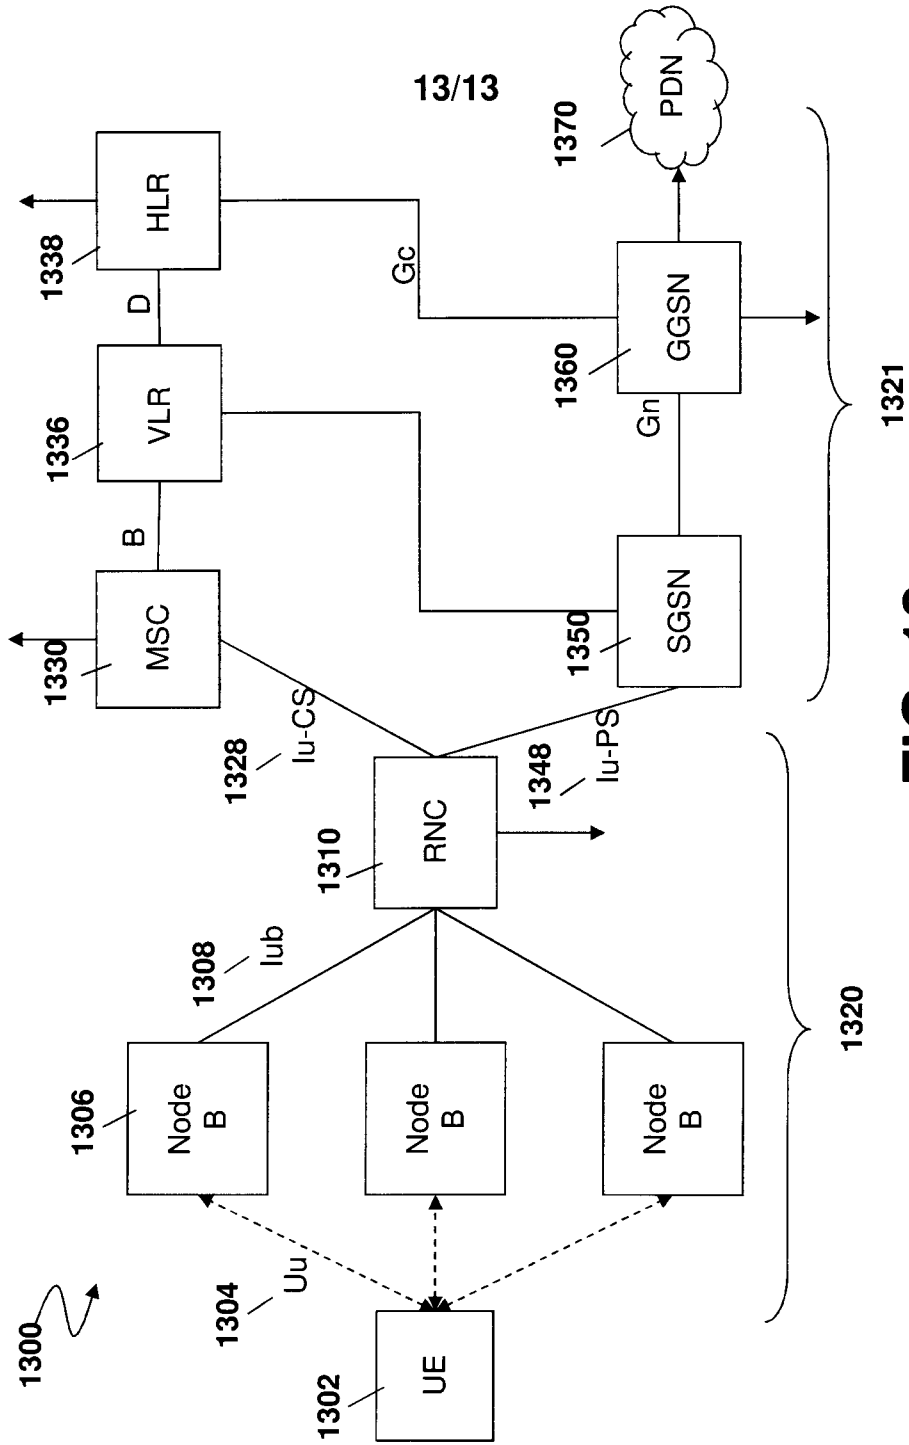 13/13
1300
1302
UE
1304
Uu
1306
Node
B
Node
B
Node
B
1308
Iub
1310
RNC
1320
1328
Iu-CS
1348
Iu-PS
1330
MSC
B
1336
VLR
D
1338
HLR
Gc
1350
SGSN
Gn
1360
GGSN
1370
PDN
1321